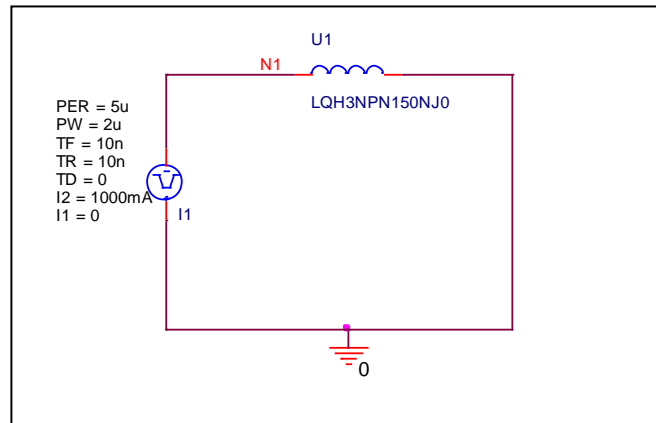 U1
N1
LQH3NPN150NJ0
PER = 5u
PW = 2u
TF = 10n
TR = 10n
TD = 0
I2 = 1000mA
I1 = 0
I1
0